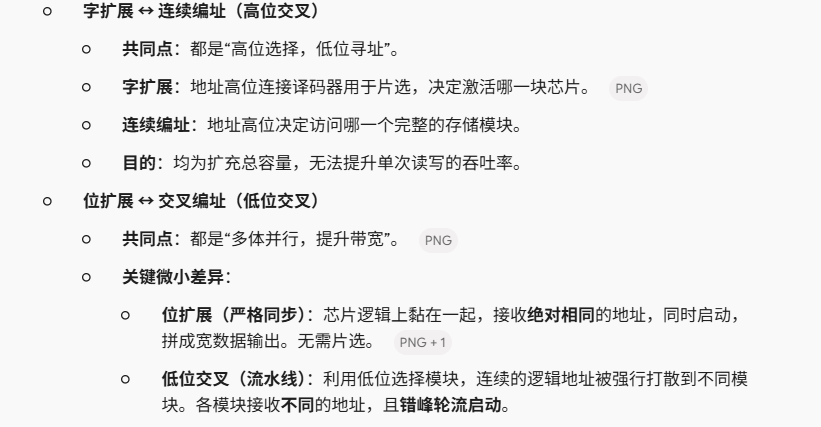 字扩展 ↔ 连续编址（高位交叉）
共同点：都是“高位选择，低位寻址”。
字扩展：地址高位连接译码器用于片选，决定激活哪一块芯片。 PNG
连续编址：地址高位决定访问哪一个完整的存储模块。
目的：均为扩充总容量，无法提升单次读写的吞吐率。
位扩展 ↔ 交叉编址（低位交叉）
共同点：都是“多体并行，提升带宽”。 PNG
关键微小差异：
位扩展（严格同步）：芯片逻辑上黏在一起，接收绝对相同的地址，同时启动，
拼成宽数据输出。无需片选。 PNG + 1
低位交叉（流水线）：利用低位选择模块，连续的逻辑地址被强行打散到不同模
块。各模块接收不同的地址，且错峰轮流启动。